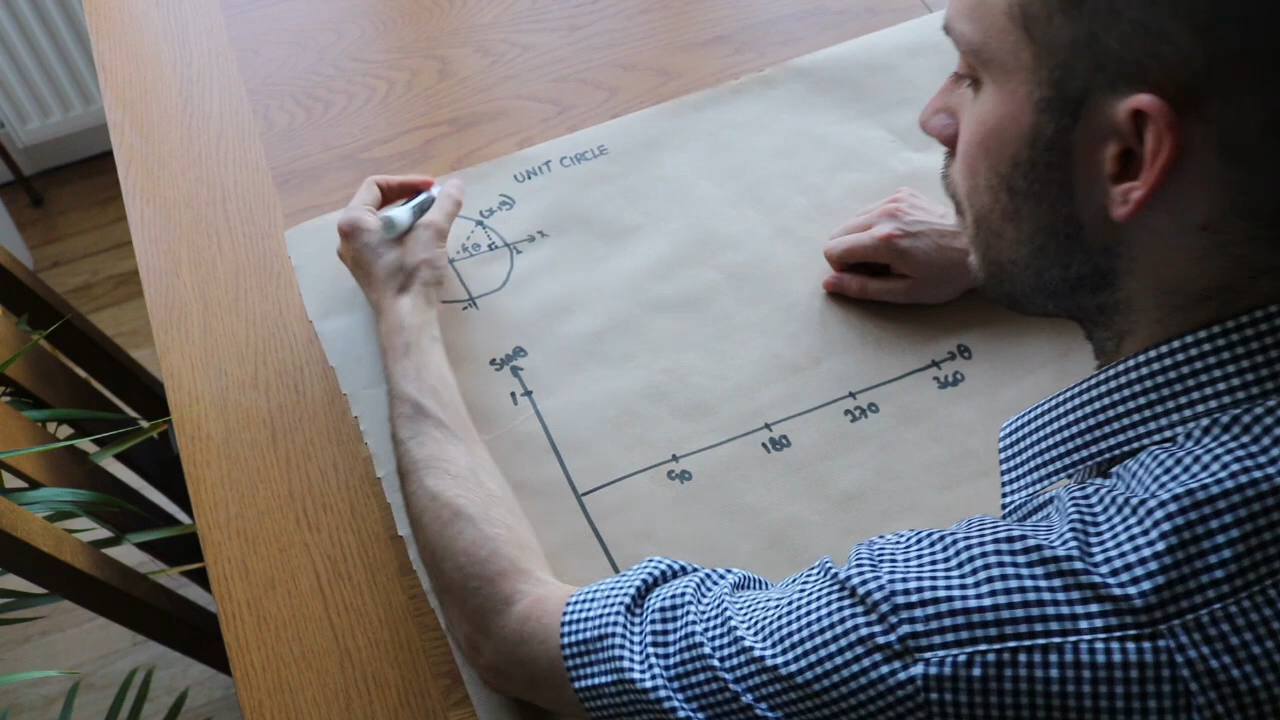 UNIT CIRCLE
(x,y)
θ
x
1
-1
sinθ
1
θ
90
180
270
360